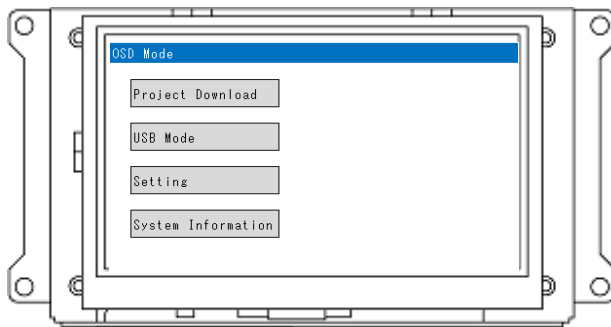 OSD Mode
Project Download
USB Mode
Setting
System Information